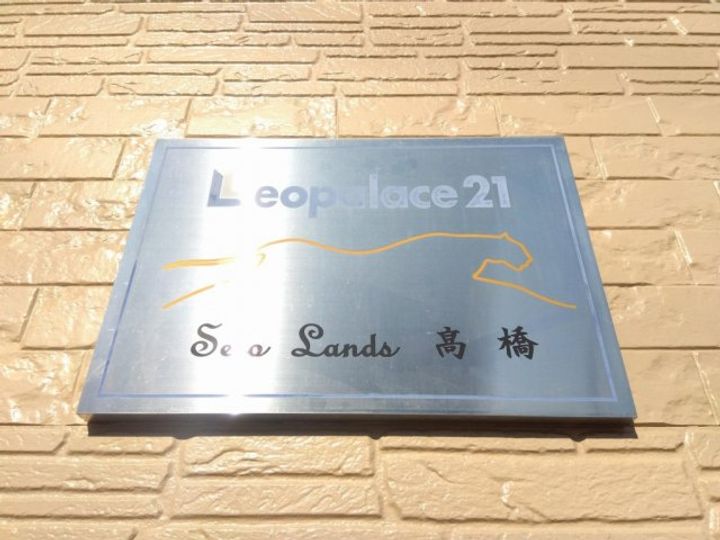 Leopalace21
Lands 高橋